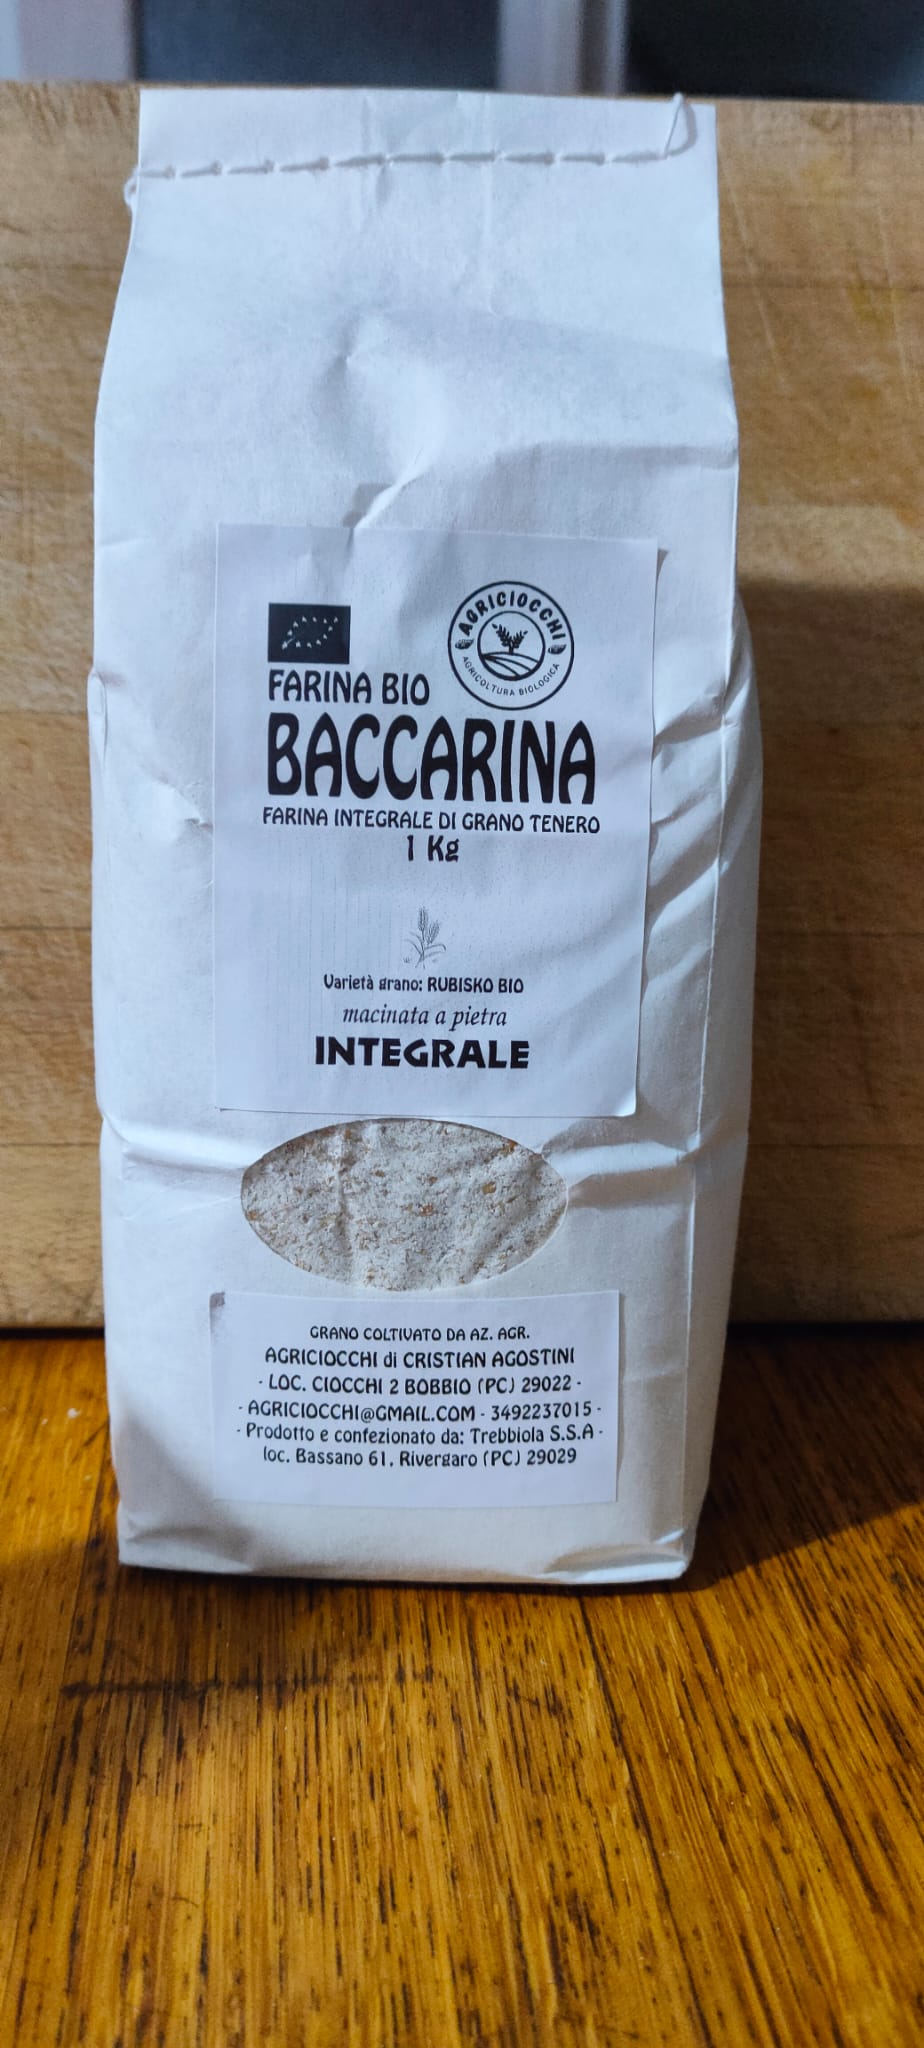 AGRICIOCCHI
AGRICOLTURA BIOLOGICA
FARINA BIO
BACCARINA
FARINA INTEGRALE DI GRANO TENERO
1 Kg
Varietà grano: RUBISKO BIO
macinata a pietra
INTEGRALE
GRANO COLTIVATO DA AZ. AGR.
AGRICIOCCHI di CRISTIAN AGOSTINI
- LOC. CIOCCHI 2 BOBBIO (PC) 29022 -
- AGRICIOCCHI@GMAIL.COM - 3492237015 -
- Prodotto e confezionato da: Trebbiola S.S.A -
loc. Bassano 61. Rivergaro (PC) 29029